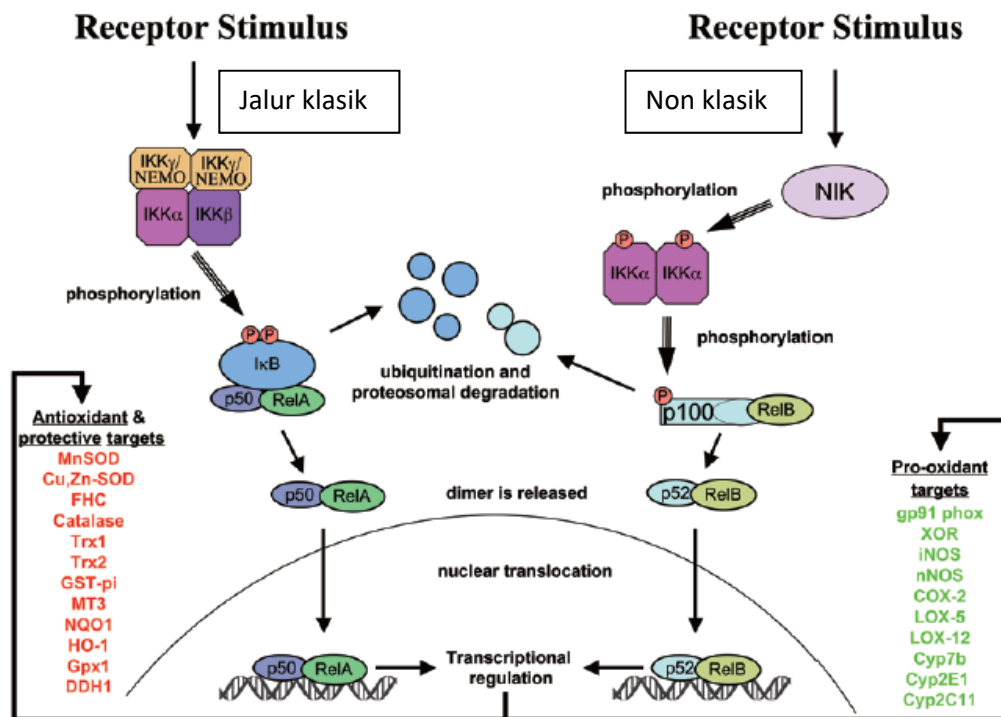 Receptor Stimulus
Receptor Stimulus
Jalur klasik
Non klasik
IKKγ/
NEMO
IKKγ/
NEMO
IKKα
IKKβ
phosphorylation
NIK
phosphorylation
P
P
IKKα
IKKα
phosphorylation
P
P
IκB
p50
RelA
ubiquitination and
proteosomal degradation
P
p100
RelB
Antioxidant &
protective targets
MnSOD
Cu,Zn-SOD
FHC
Catalase
Trx1
Trx2
GST-pi
MT3
NQO1
HO-1
Gpx1
DDH1
p50
RelA
dimer is released
p52
RelB
nuclear translocation
p50
RelA
Transcriptional
regulation
p52
RelB
Pro-oxidant
targets
gp91 phox
XOR
iNOS
nNOS
COX-2
LOX-5
LOX-12
Cyp7b
Cyp2E1
Cyp2C11